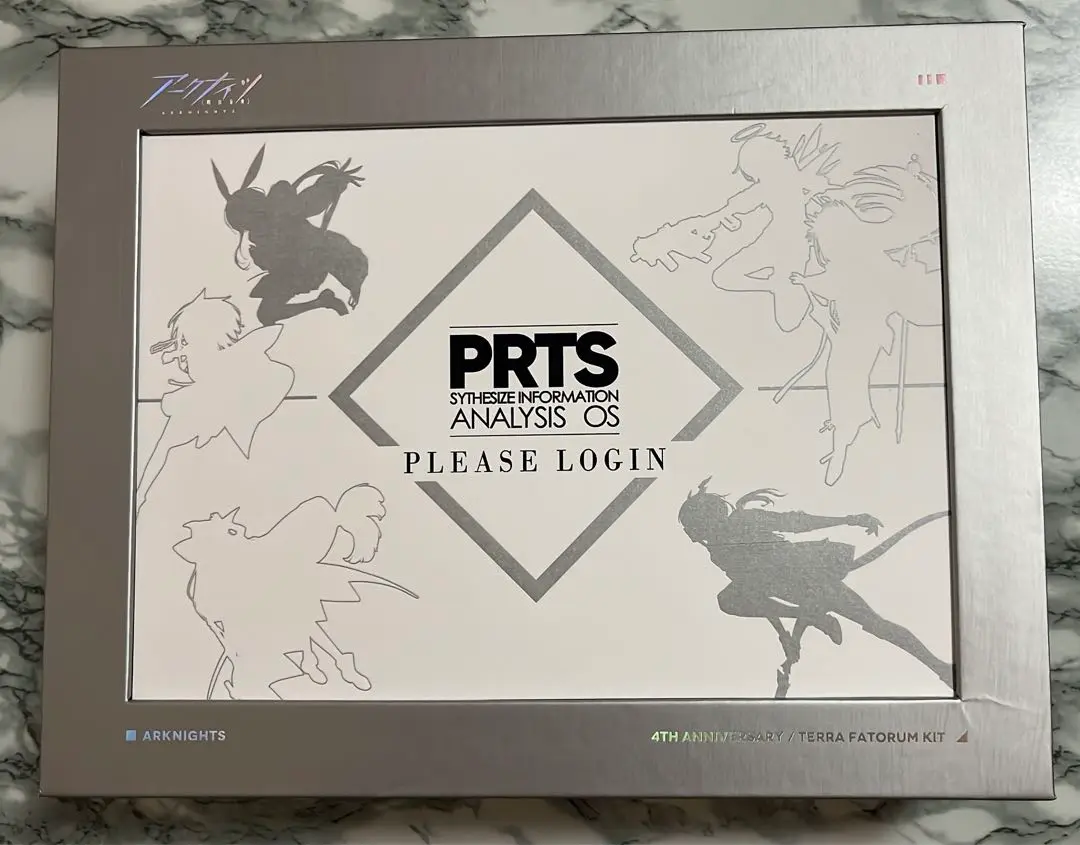 アークナイツ
ARKNIGHTS
PRTS
SYTHESIZE INFORMATION
ANALYSIS OS
PLEASE LOGIN
ARKNIGHTS
4TH ANNIVERSARY / TERRA FATORUM KIT